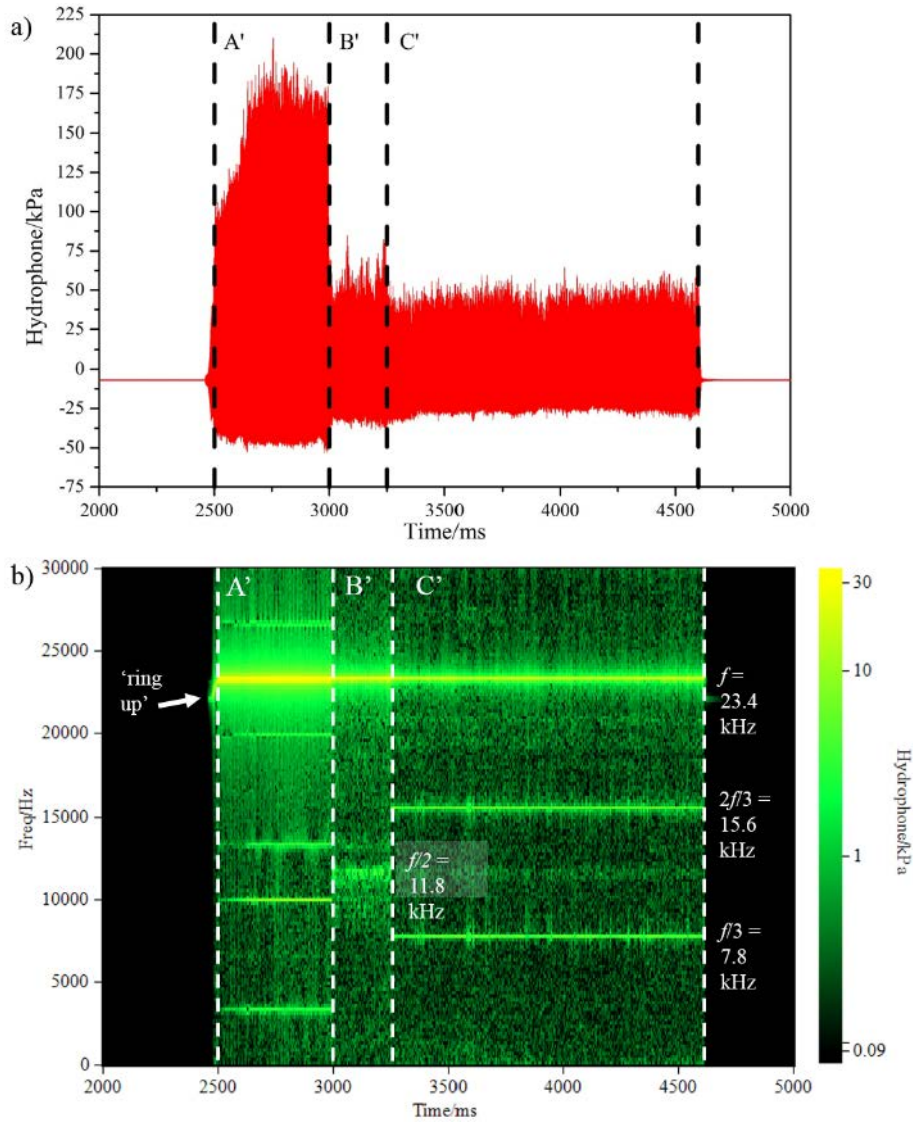 a)
225
200
175
150
125
100
75
50
25
0
-25
-50
-75
Hydrophone/kPa
A'
B'
C'
2000 2500 3000 3500 4000 4500 5000
Time/ms
b)
30000
25000
20000
15000
10000
5000
0
Freq/Hz
A’
B’
C’
‘ring
up’
f =
23.4
kHz
2f/3 =
15.6
kHz
f/2 =
11.8
kHz
f/3 =
7.8
kHz
2000 2500 3000 3500 4000 4500 5000
Time/ms
30
10
1
0.09
Hydrophone/kPa